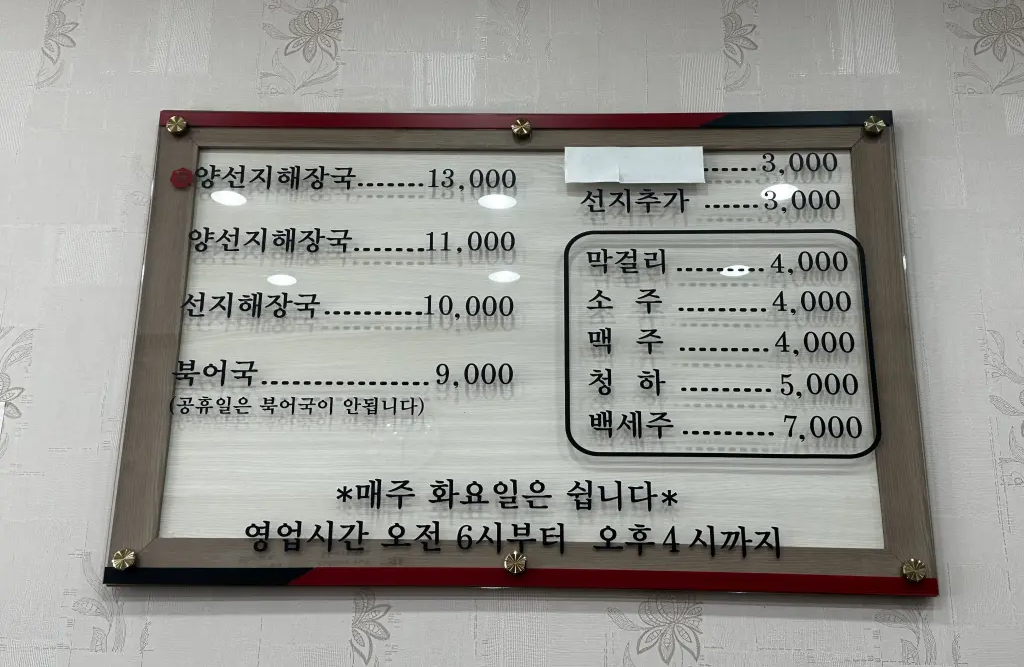 양선지해장국.......13,000
양선지해장국.......11,000
선지해장국..........10,000
북어국.................9,000
(공휴일은 북어국이 안됩니다)
......3,000
선지추가 ......3,000
막걸리 ..........4,000
소 주 .........4,000
맥 주 .........4,000
청 하 ..........5,000
백세주 ..........7,000
*매주 화요일은 쉽니다*
영업시간 오전 6시부터 오후4시까지